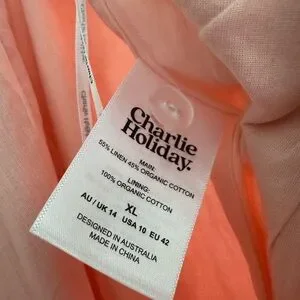 Charlie
Holiday.
MAIN:
55% LINEN 45% ORGANIC COTTON
LINING:
100% ORGANIC COTTON
XL
AU / UK 14 USA 10 EU 42
DESIGNED IN AUSTRALIA
MADE IN CHINA